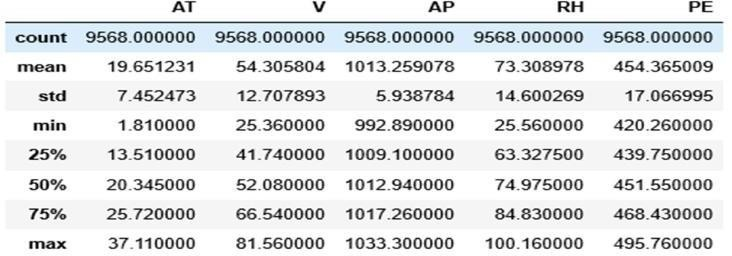 AT V AP RH PE
count 9568.000000 9568.000000 9568.000000 9568.000000 9568.000000
mean 19.651231 54.305804 1013.259078 73.308978 454.365009
std 7.452473 12.707893 5.938784 14.600269 17.066995
min 1.810000 25.360000 992.890000 25.560000 420.260000
25% 13.510000 41.740000 1009.100000 63.327500 439.750000
50% 20.345000 52.080000 1012.940000 74.975000 451.550000
75% 25.720000 66.540000 1017.260000 84.830000 468.430000
max 37.110000 81.560000 1033.300000 100.160000 495.760000